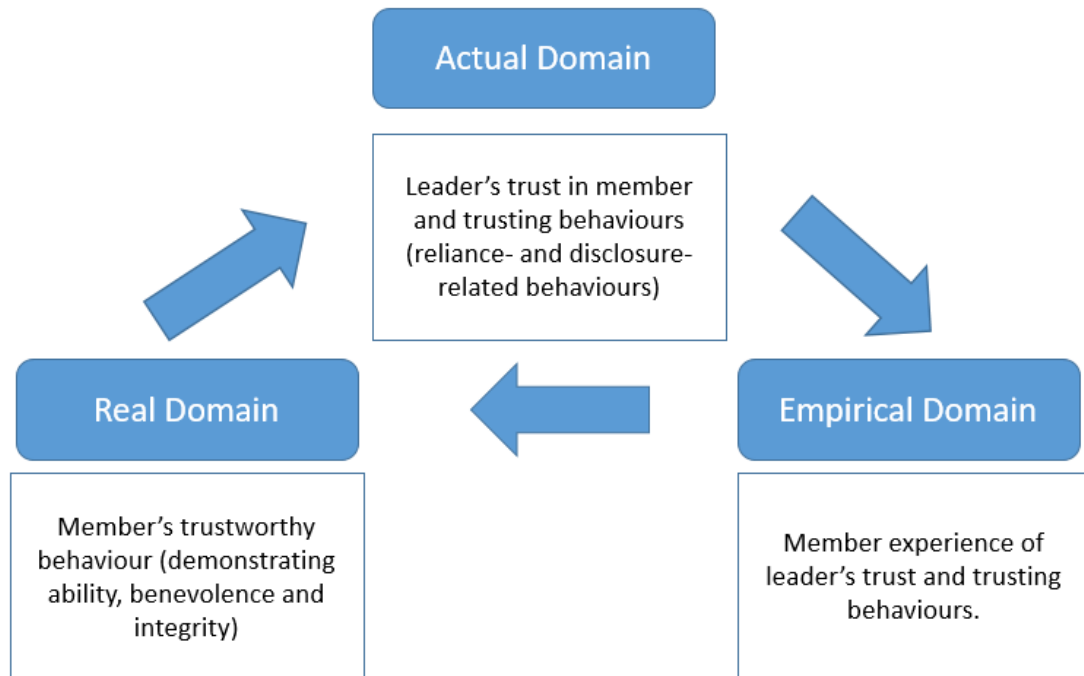 Actual Domain
Leader’s trust in member
and trusting behaviours
(reliance- and disclosure-
related behaviours)
Real Domain
Member’s trustworthy
behaviour (demonstrating
ability, benevolence and
integrity)
Empirical Domain
Member experience of
leader’s trust and trusting
behaviours.